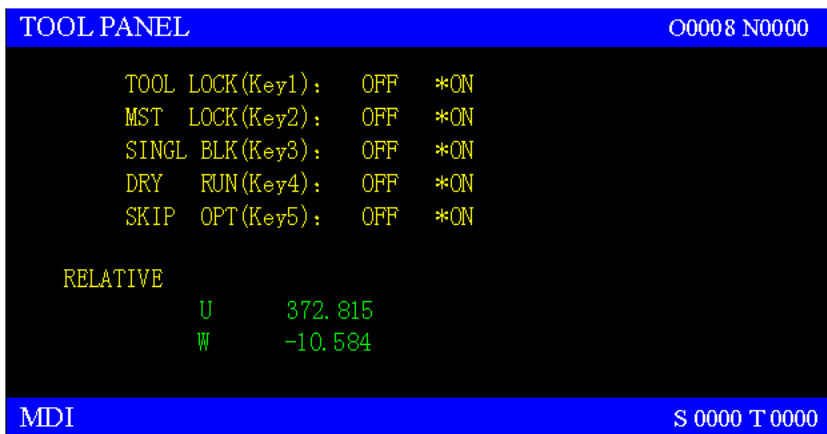 TOOL PANEL O0008 N0000
TOOL LOCK(Key1): OFF *ON
MST LOCK(Key2): OFF *ON
SINGL BLK(Key3): OFF *ON
DRY RUN(Key4): OFF *ON
SKIP OPT(Key5): OFF *ON
RELATIVE
U 372.815
W -10.584
MDI S 0000 T 0000